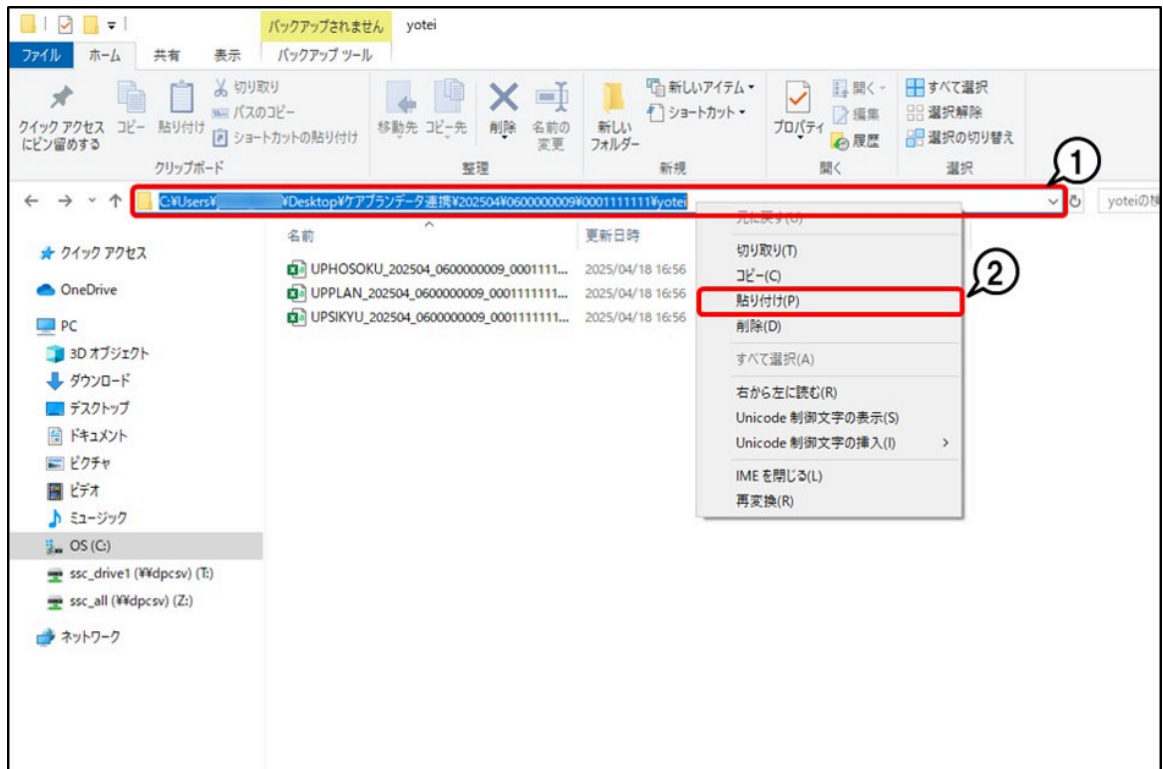 バックアップされません yotei
ファイル ホーム 共有 表示 バックアップ ツール
クイック アクセス
にピン留めする
コピー
貼り付け
切り取り
パスのコピー
ショートカットの貼り付け
クリップボード
移動先
コピー先
削除
名前の
変更
整理
新しい
フォルダー
新しいアイテム
ショートカット
新規
プロパティ
開く
編集
履歴
開く
すべて選択
選択解除
選択の切り替え
選択
①
C:¥Users¥ ¥Desktop¥ケアプランデータ連携¥202504¥0600000009¥0001111111¥yotei
yoteiの検
クイック アクセス
OneDrive
PC
3D オブジェクト
ダウンロード
デスクトップ
ドキュメント
ピクチャ
ビデオ
ミュージック
OS (C:)
ssc_drive1 (¥¥dpcsv) (T:)
ssc_all (¥¥dpcsv) (Z:)
ネットワーク
名前 更新日時
UPHOSOKU_202504_0600000009_0001111... 2025/04/18 16:56
UPPLAN_202504_0600000009_0001111111... 2025/04/18 16:56
UPSIKYU_202504_0600000009_0001111111... 2025/04/18 16:56
元に戻す(U)
切り取り(T)
コピー(C)
貼り付け(P)
②
削除(D)
すべて選択(A)
右から左に読む(R)
Unicode 制御文字の表示(S)
Unicode 制御文字の挿入(I)
IME を閉じる(L)
再変換(R)